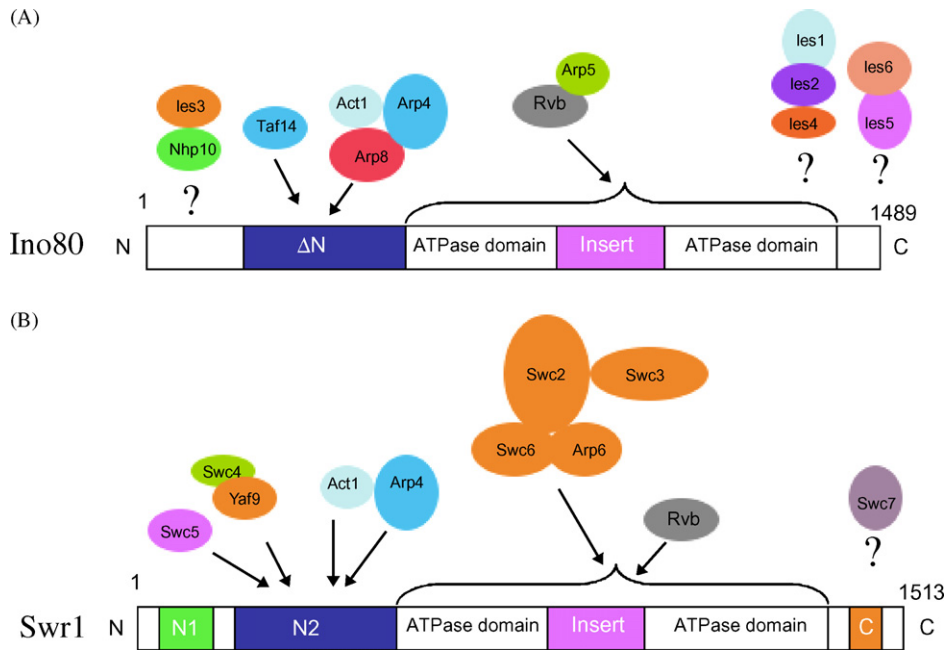 (A)
Ies1
Ies6
Arp5
Act1
Arp4
Ies3
Rvb
Ies2
Taf14
Ies4
Ies5
Nhp10
Arp8
?
?
?
1
1489
Ino80
N
ΔN
ATPase domain
Insert
ATPase domain
C
(B)
Swc2
Swc3
Swc6
Arp6
Swc4
Act1
Arp4
Yaf9
Swc7
Rvb
Swc5
?
1
1513
Swr1
N
N1
N2
ATPase domain
Insert
ATPase domain
C
C